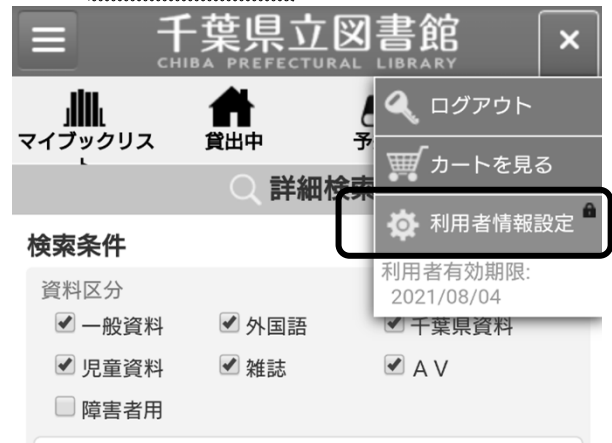 千葉県立図書館
CHIBA PREFECTURAL LIBRARY
ログアウト
マイブックリス
ト
貸出中
予
カートを見る
詳細検索
利用者情報設定
検索条件
利用者有効期限:
2021/08/04
資料区分
一般資料
外国語
千葉県資料
児童資料
雑誌
AV
障害者用